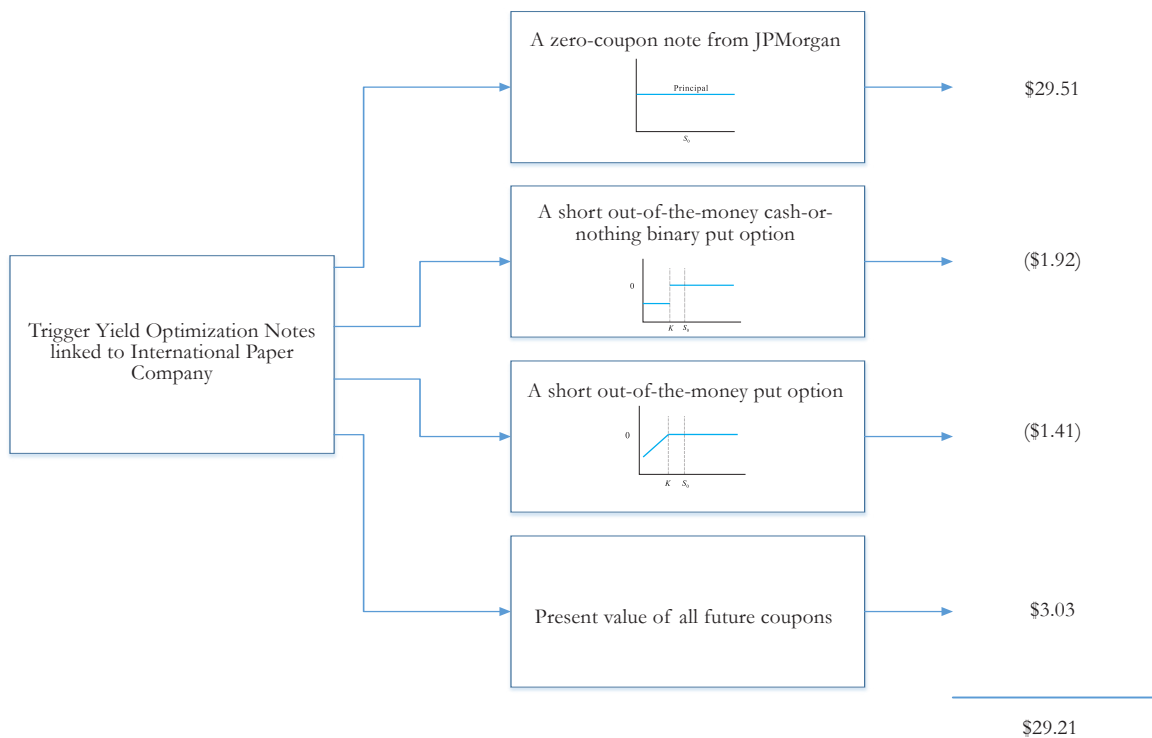 A zero-coupon note from JPMorgan
Principal
S₀
$29.51
A short out-of-the-money cash-or-
nothing binary put option
0
K
S₀
($1.92)
Trigger Yield Optimization Notes
linked to International Paper
Company
A short out-of-the-money put option
0
K
S₀
($1.41)
Present value of all future coupons
$3.03
$29.21